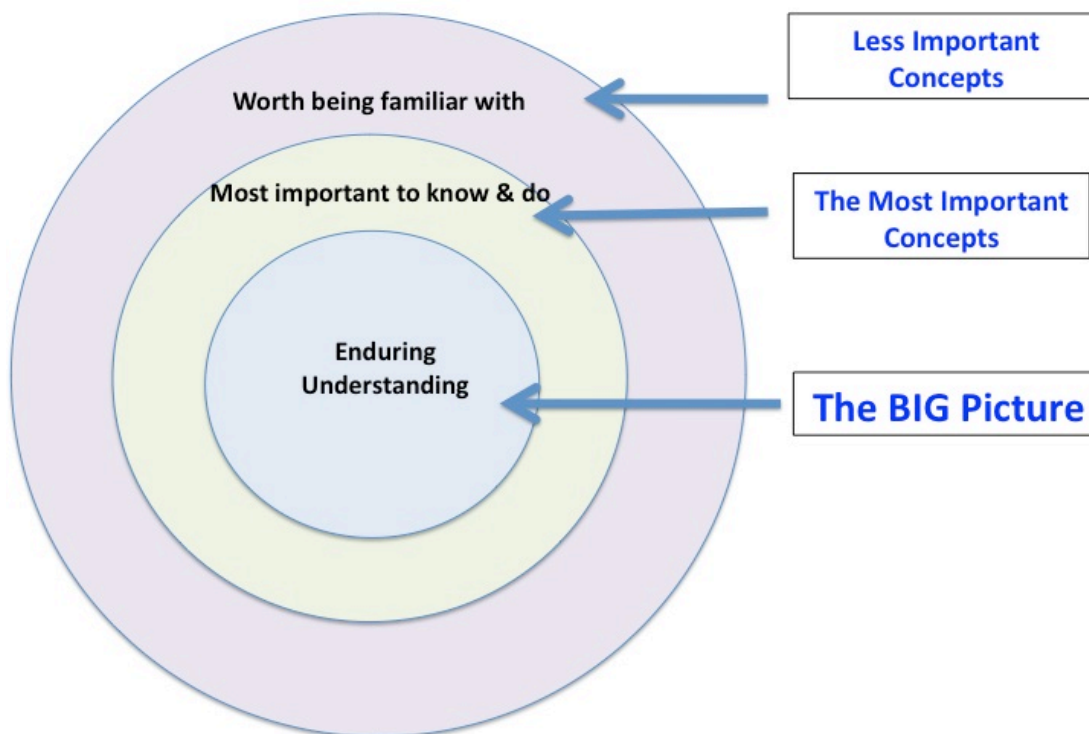 Less Important
Concepts
Worth being familiar with
Most important to know & do
The Most Important
Concepts
Enduring
Understanding
The BIG Picture